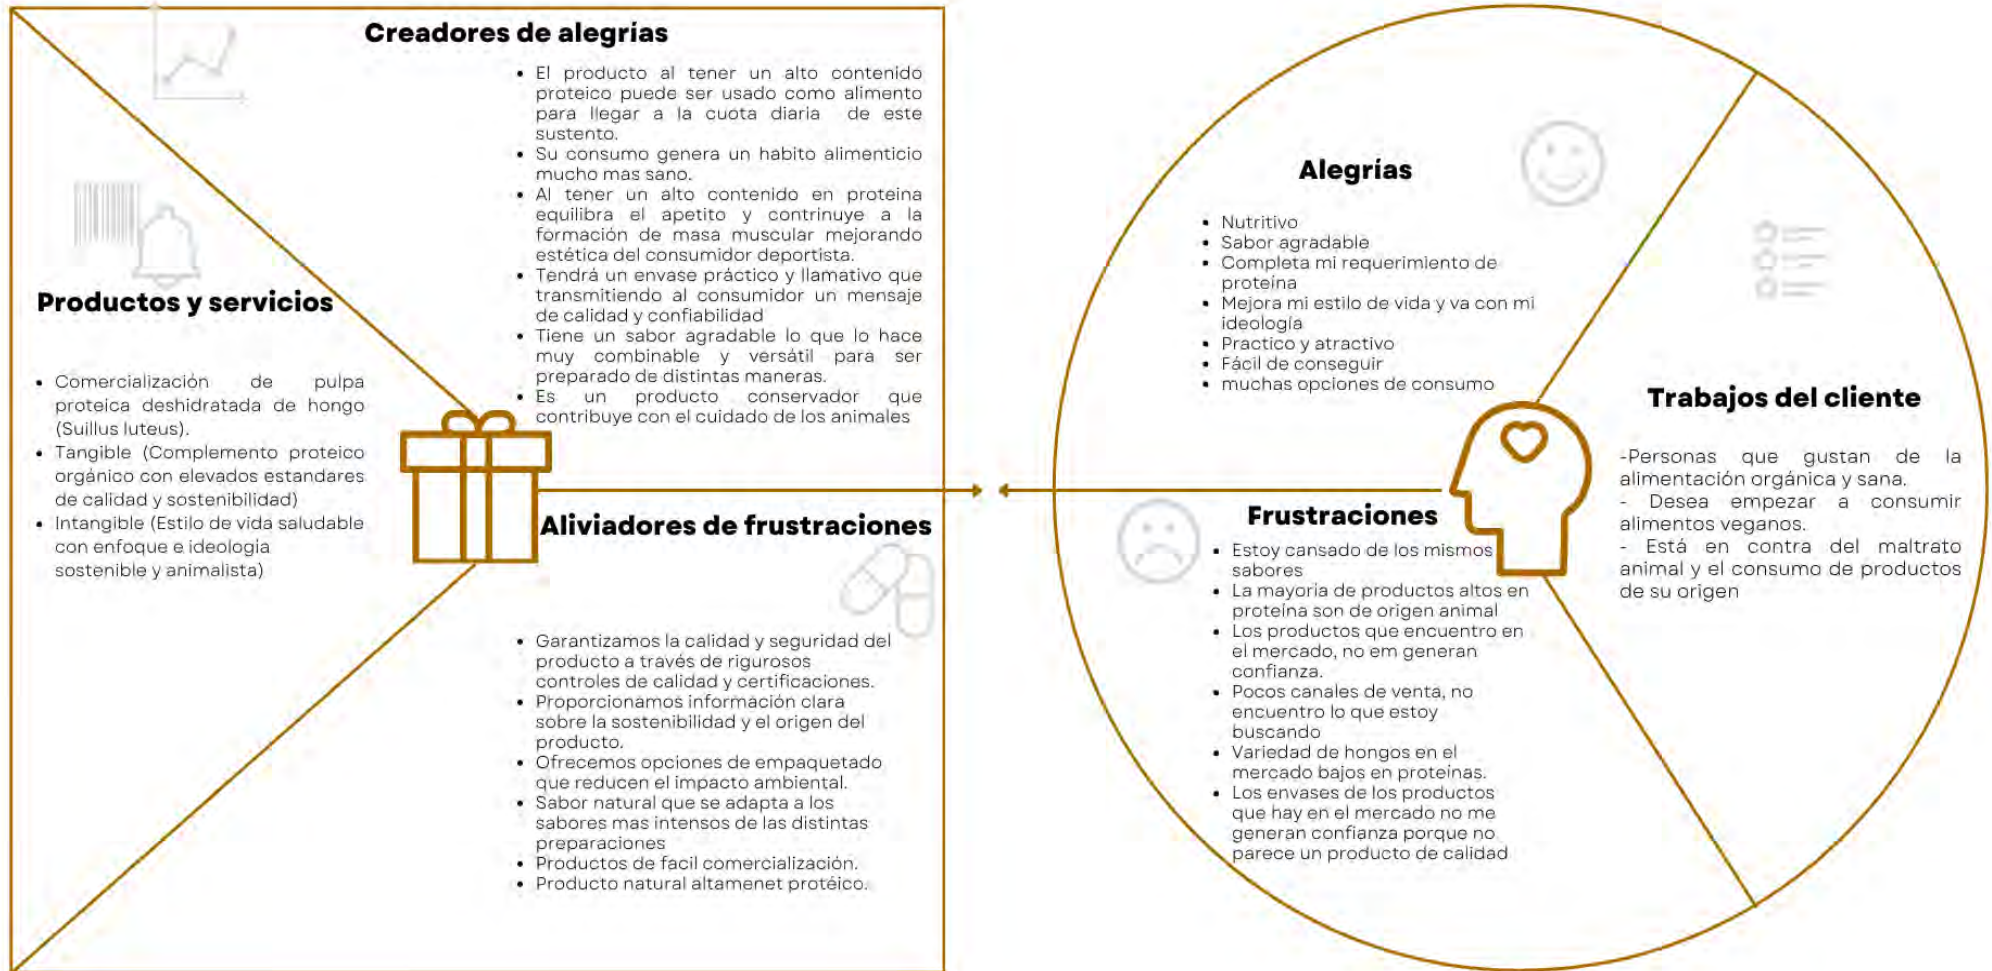 Creadores de alegrías
• El producto al tener un alto contenido
proteico puede ser usado como alimento
para llegar a la cuota diaria de este
sustento.
• Su consumo genera un habito alimenticio
mucho mas sano.
• Al tener un alto contenido en proteina
equilibra el apetito y contrinuye a la
formación de masa muscular mejorando
estética del consumidor deportista.
• Tendrá un envase práctico y llamativo que
transmitiendo al consumidor un mensaje
de calidad y confiabilidad
• Tiene un sabor agradable lo que lo hace
muy combinable y versátil para ser
preparado de distintas maneras.
• Es un producto conservador que
contribuye con el cuidado de los animales
Productos y servicios
• Comercialización de pulpa
proteica deshidratada de hongo
(Suillus luteus).
• Tangible (Complemento proteico
orgánico con elevados estandares
de calidad y sostenibilidad)
• Intangible (Estilo de vida saludable
con enfoque e ideologia
sostenible y animalista)
Aliviadores de frustraciones
• Garantizamos la calidad y seguridad del
producto a través de rigurosos
controles de calidad y certificaciones.
• Proporcionamos información clara
sobre la sostenibilidad y el origen del
producto.
• Ofrecemos opciones de empaquetado
que reducen el impacto ambiental.
• Sabor natural que se adapta a los
sabores mas intensos de las distintas
preparaciones
• Productos de facil comercialización.
• Producto natural altamenet protéico.
Alegrías
• Nutritivo
• Sabor agradable
• Completa mi requerimiento de
proteína
• Mejora mi estilo de vida y va con mi
ideología
• Practico y atractivo
• Fácil de conseguir
• muchas opciones de consumo
Frustraciones
• Estoy cansado de los mismos
sabores
• La mayoria de productos altos en
proteína son de origen animal
• Los productos que encuentro en
el mercado, no em generan
confianza.
• Pocos canales de venta, no
encuentro lo que estoy
buscando
• Variedad de hongos en el
mercado bajos en proteinas.
• Los envases de los productos
que hay en el mercado no me
generan confianza porque no
parece un producto de calidad
Trabajos del cliente
-Personas que gustan de la
alimentación orgánica y sana.
- Desea empezar a consumir
alimentos veganos.
- Está en contra del maltrato
animal y el consumo de productos
de su origen